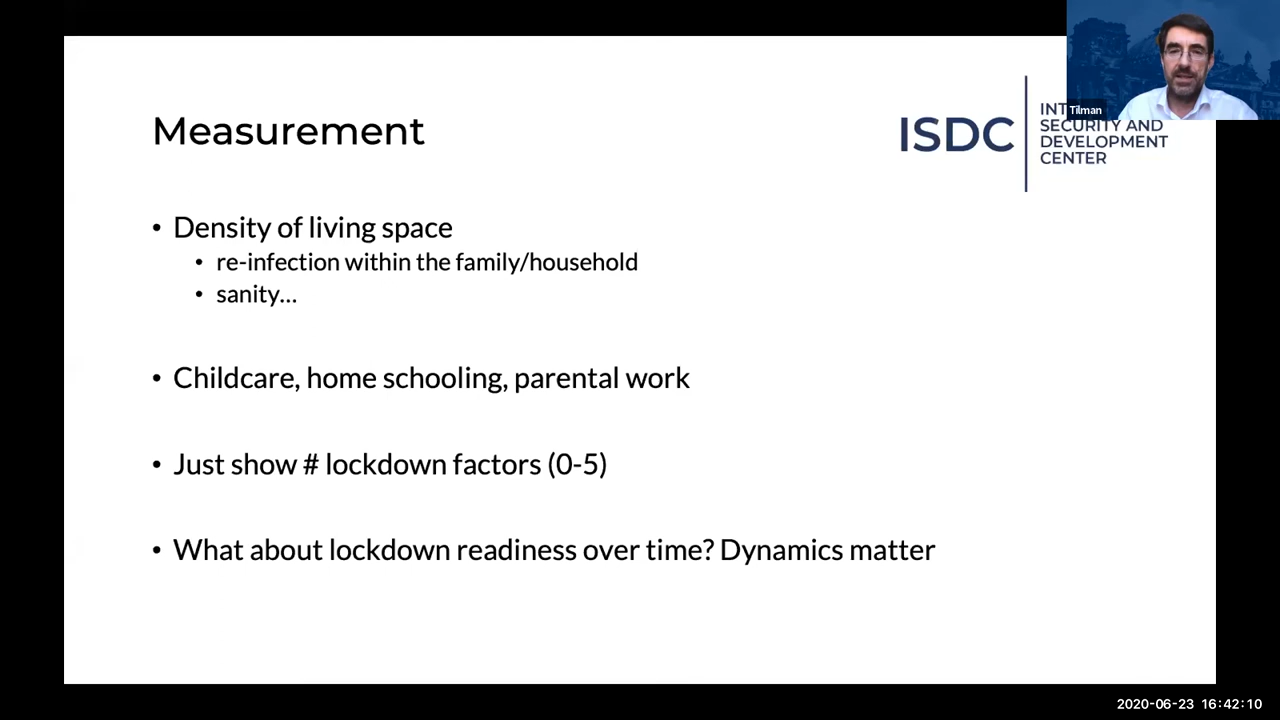 Measurement
ISDC
INT
SECURITY AND
DEVELOPMENT
CENTER
Tilman
• Density of living space
• re-infection within the family/household
• sanity...
• Childcare, home schooling, parental work
• Just show # lockdown factors (0-5)
• What about lockdown readiness over time? Dynamics matter
2020-06-23 16:42:10